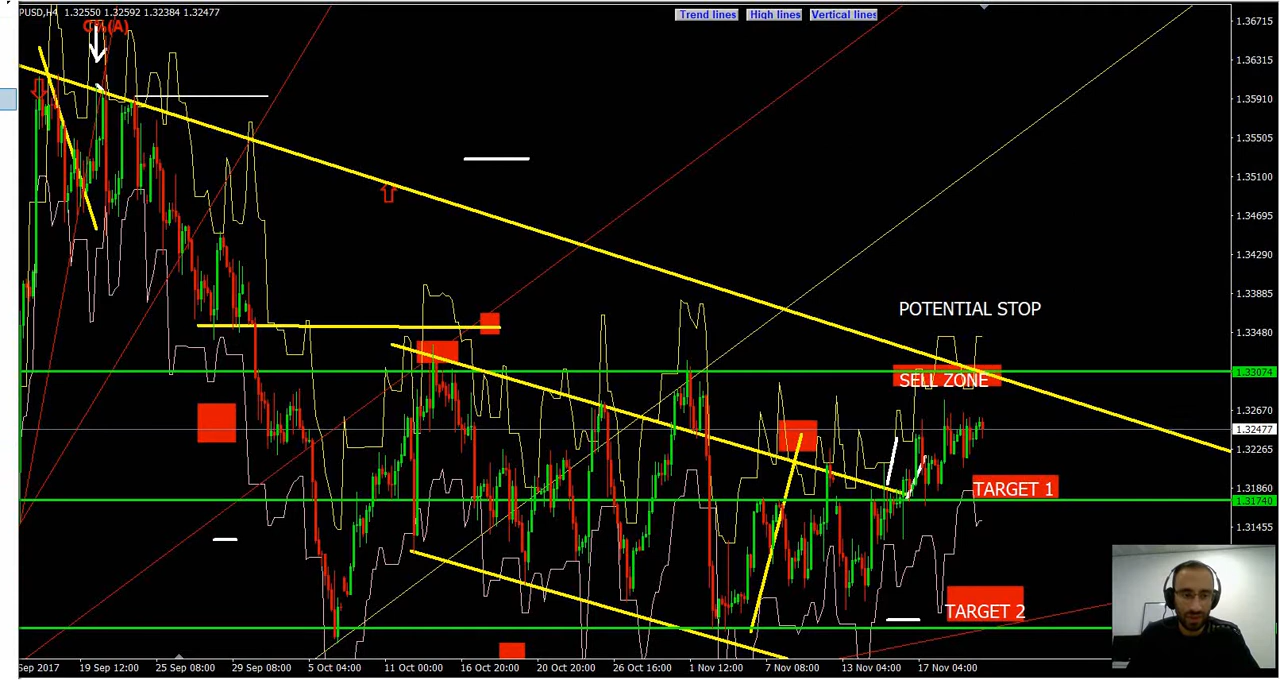 PUSD,H4 1.32550 1.32592 1.32384 1.32477
Trend lines High lines Vertical lines
1.36715
1.36315
1.35910
1.35505
1.35100
1.34695
1.34290
1.33885
POTENTIAL STOP
1.33480
1.33074
SELL ZONE
1.32670
1.32477
1.32265
TARGET 1
1.31860
1.31740
1.31455
TARGET 2
Sep 2017 19 Sep 12:00 25 Sep 08:00 29 Sep 08:00 5 Oct 04:00 11 Oct 00:00 16 Oct 20:00 20 Oct 20:00 26 Oct 16:00 1 Nov 12:00 7 Nov 08:00 13 Nov 04:00 17 Nov 04:00